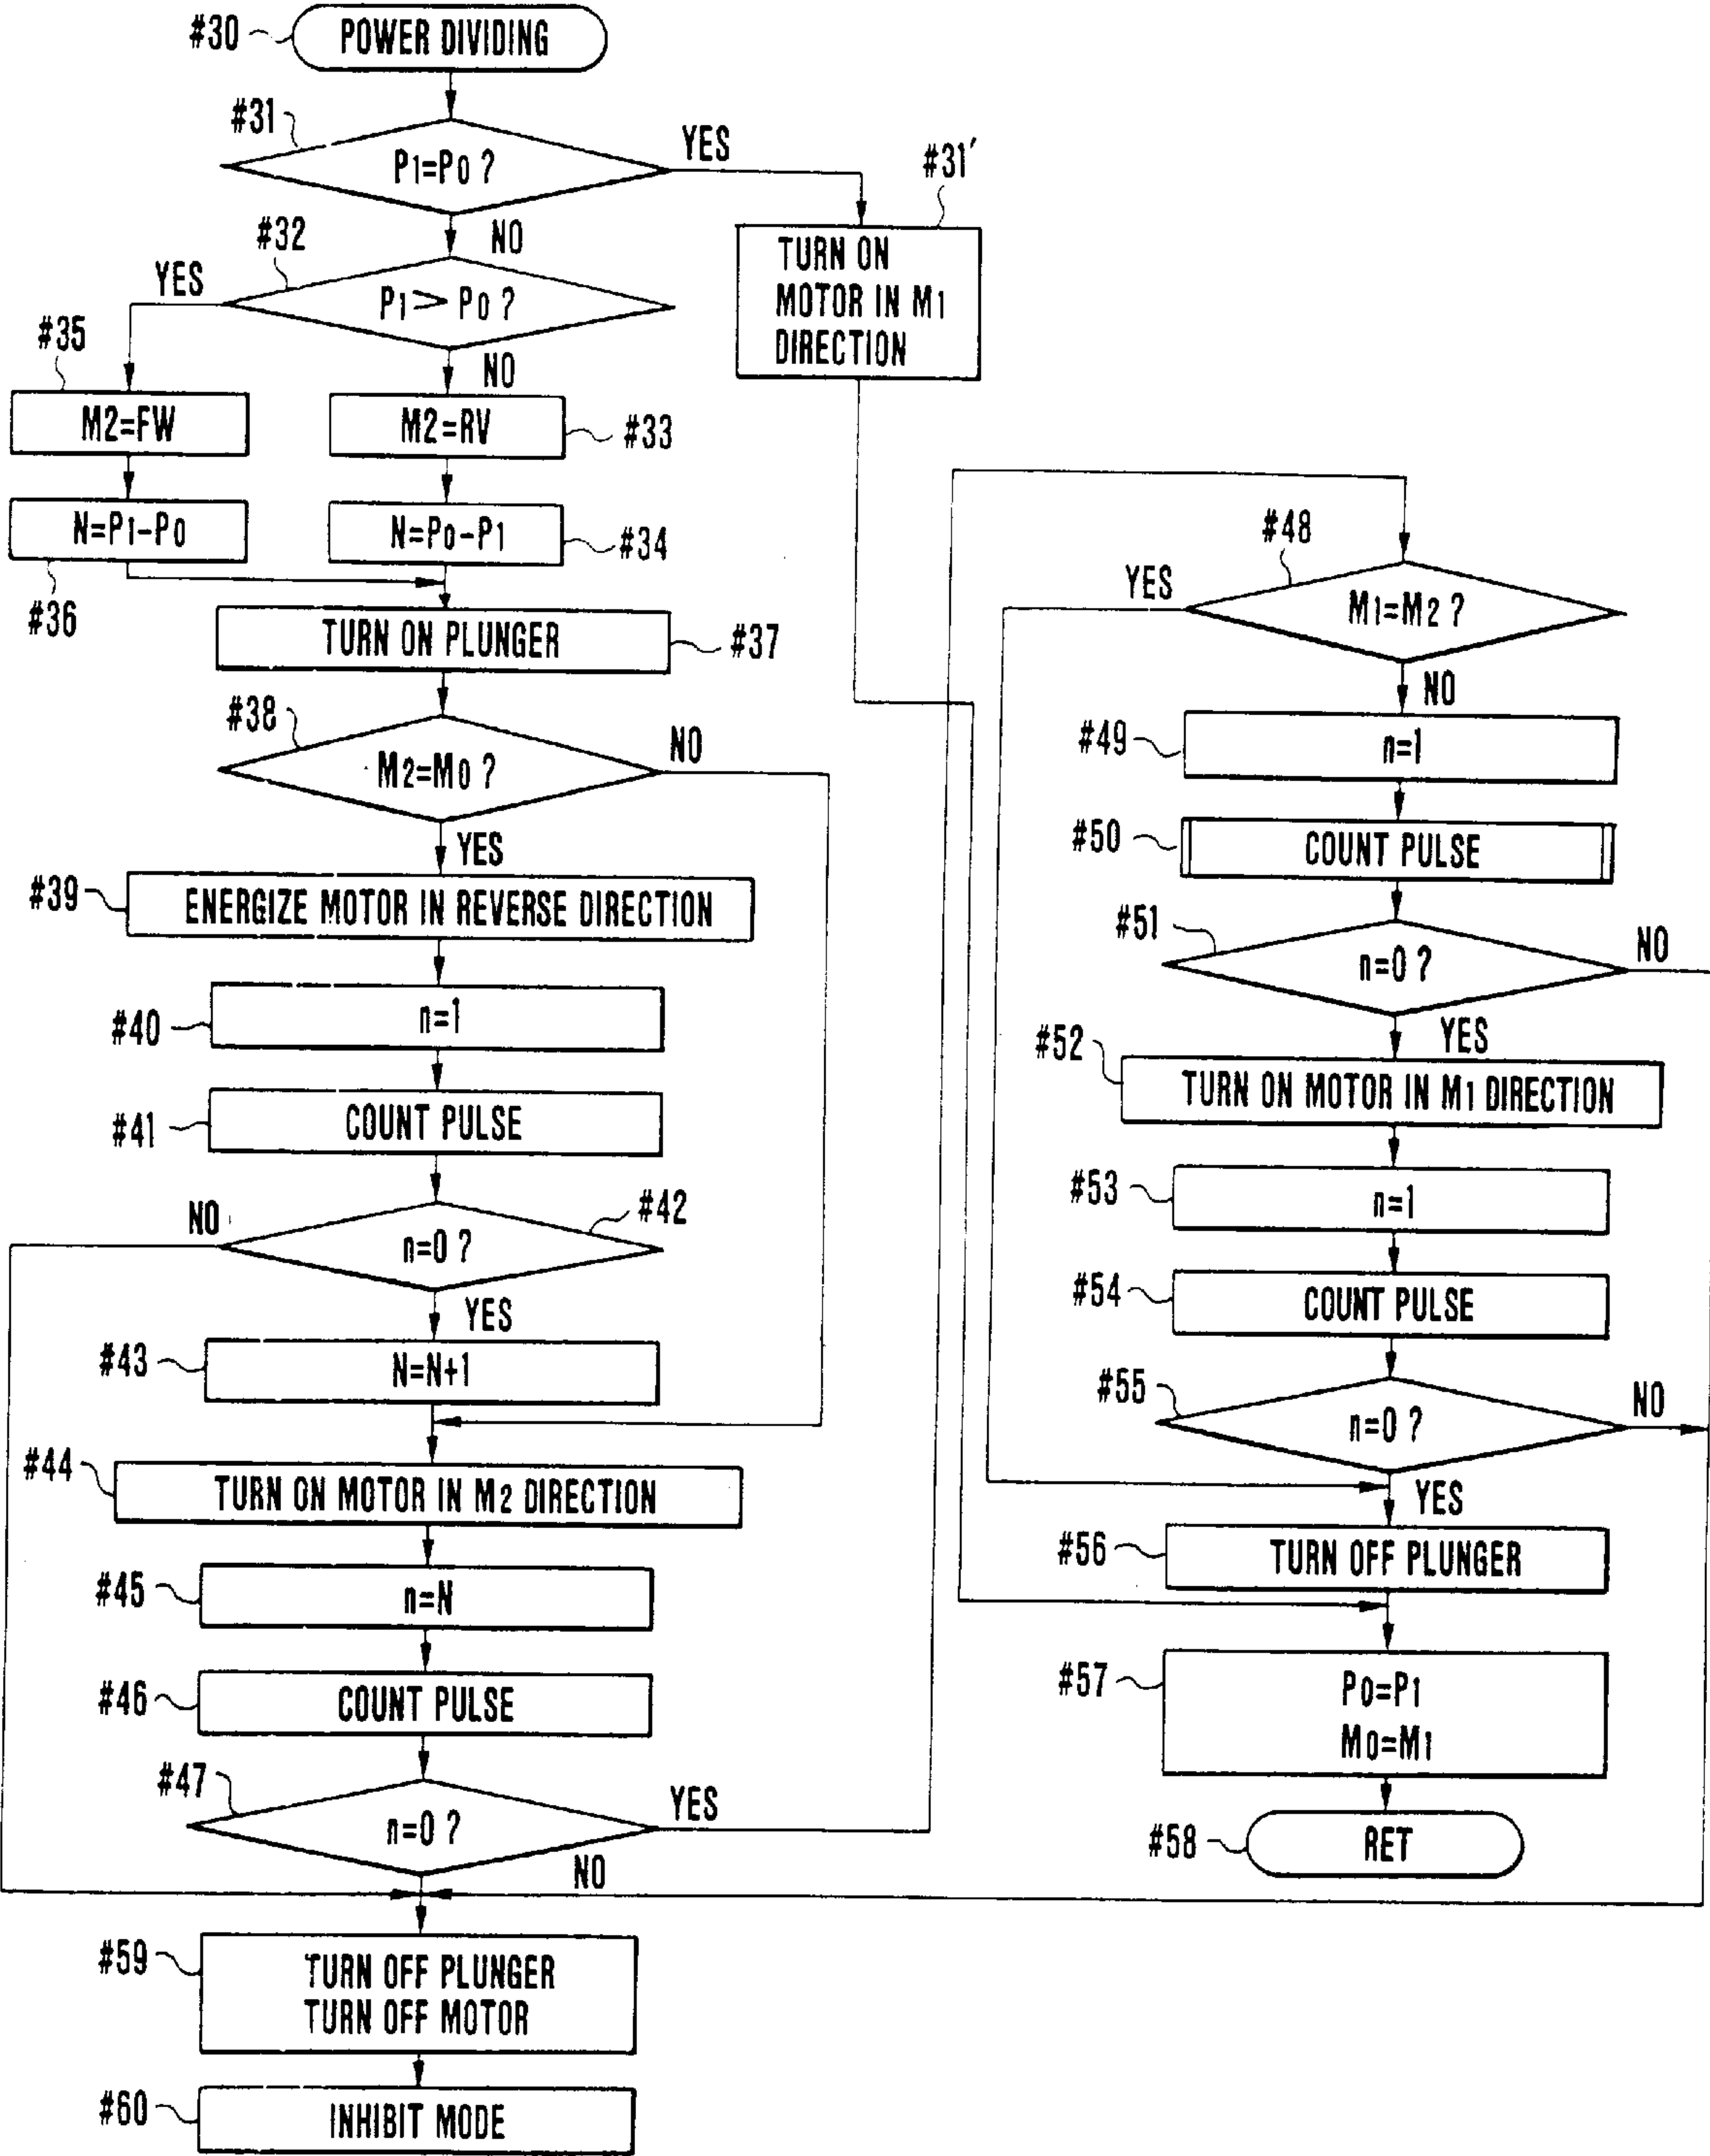 #30
POWER DIVIDING
#31
P1=P0 ?
YES
NO
#31'
TURN ON
MOTOR IN M1
DIRECTION
#32
P1 > P0 ?
YES
NO
#35
M2=FW
M2=RV
#33
N=P1-P0
#36
N=P0-P1
#34
TURN ON PLUNGER
#37
#38
M2=M0 ?
NO
YES
#39
ENERGIZE MOTOR IN REVERSE DIRECTION
#40
n=1
#41
COUNT PULSE
#42
n=0 ?
NO
YES
#43
N=N+1
#44
TURN ON MOTOR IN M2 DIRECTION
#45
n=N
#46
COUNT PULSE
#47
n=0 ?
YES
NO
#59
TURN OFF PLUNGER
TURN OFF MOTOR
#60
INHIBIT MODE
#48
M1=M2 ?
YES
NO
#49
n=1
#50
COUNT PULSE
#51
n=0 ?
NO
YES
#52
TURN ON MOTOR IN M1 DIRECTION
#53
n=1
#54
COUNT PULSE
#55
n=0 ?
NO
YES
#56
TURN OFF PLUNGER
#57
P0=P1
M0=M1
#58
RET